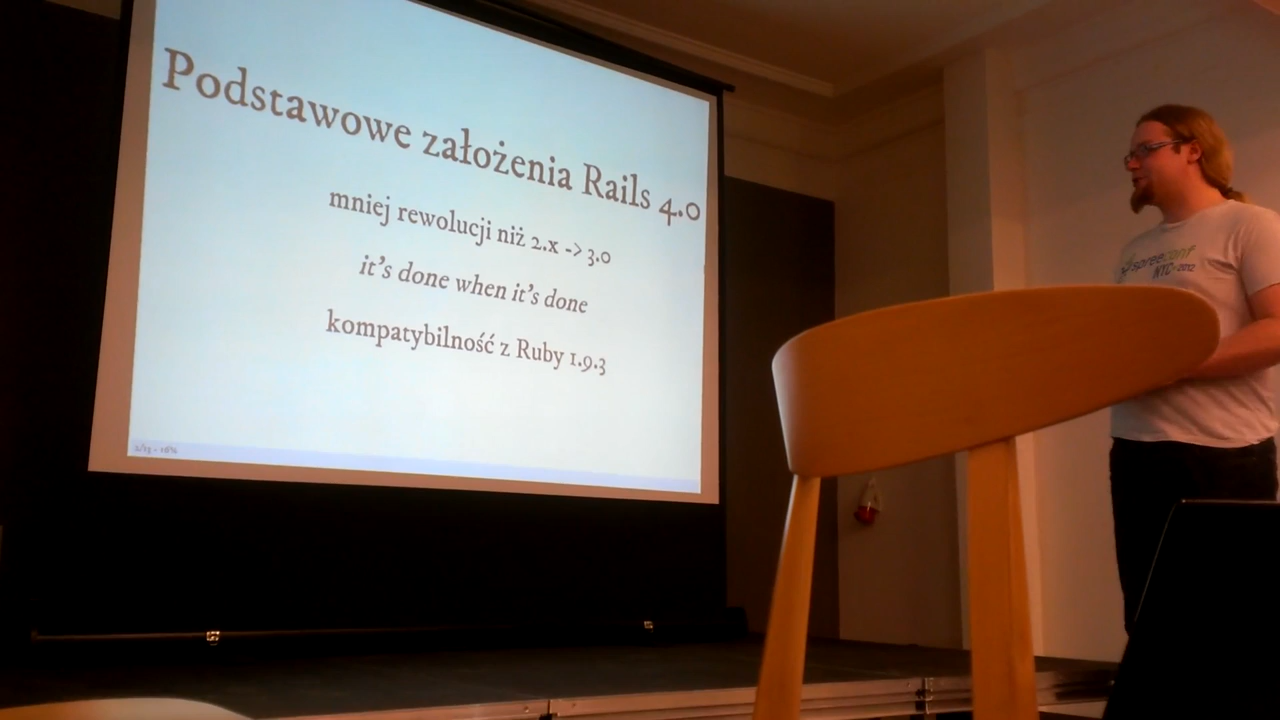 Podstawowe założenia Rails 4.0
mniej rewolucji niż 2.x -> 3.0
it's done when it's done
kompatybilność z Ruby 1.9.3
spreeconf
NYC 2012